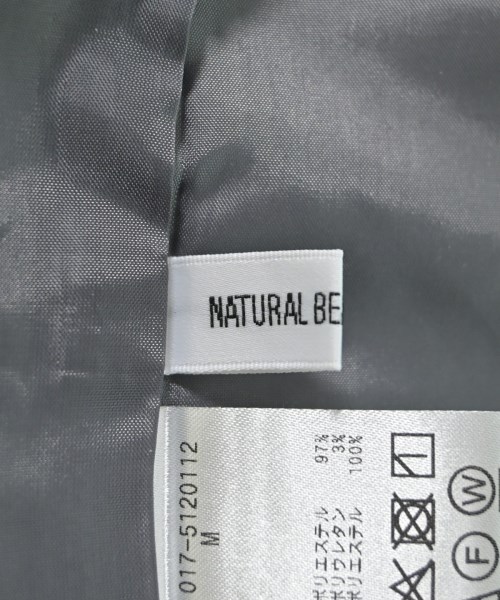 NATURAL BE
017-5120112
M
ポリエステル 97%
ポリウレタン 3%
ポリエステル 100%
W
F